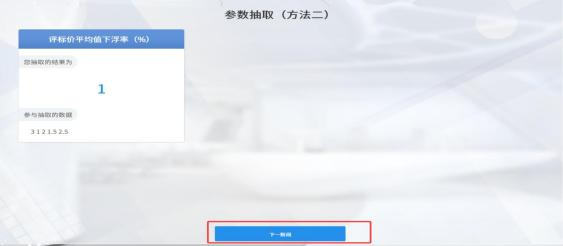 参数抽取（方法二）
评标价平均值下浮率（%）
您抽取的结果为
1
参与抽取的数据
3 1 2 1.5 2.5
下一阶段